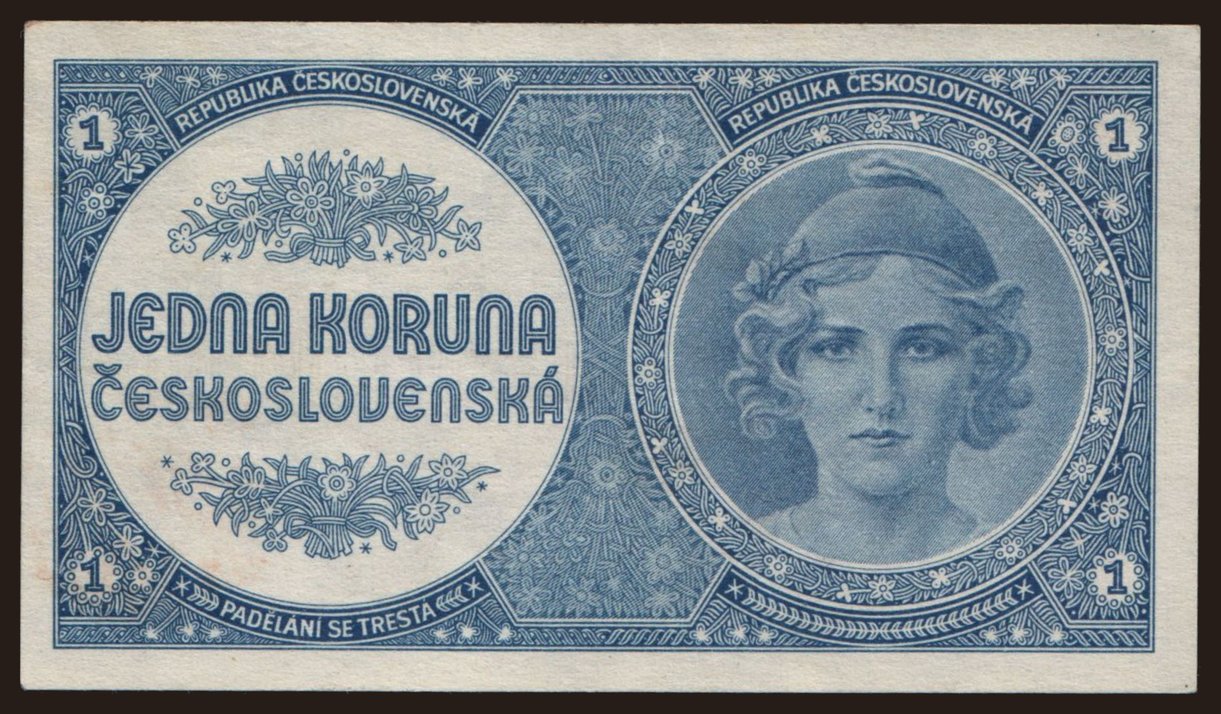 REPUBLIKA ČESKOSLOVENSKÁ
REPUBLIKA ČESKOSLOVENSKÁ
1
1
JEDNA KORUNA
ČESKOSLOVENSKÁ
1
1
PADĚLÁNÍ SE TRESTÁ